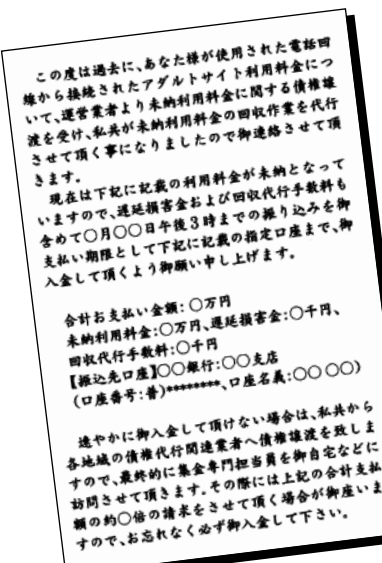 この度は過去に、あなた様が使用された電話回
線から接続されたアダルトサイト利用料金につ
いて、運営業者より未納利用料金に関する債権譲
渡を受け、私共が未納利用料金の回収作業を代行
させて頂く事になりましたので御連絡させて頂
きます。
現在は下記に記載の利用料金が未納となって
いますので、遅延損害金および回収代行手数料も
含めて〇月〇〇日午後3時までの振り込みを御
支払い期限として下記に記載の指定口座まで、御
入金して頂くよう御願い申し上げます。
合計お支払い金額：〇万円
未納利用料金：〇万円、遅延損害金：〇千円、
回収代行手数料：〇千円
【振込先口座】〇〇銀行：〇〇支店
（口座番号：普）********、口座名義：〇〇 〇〇）
速やかに御入金して頂けない場合は、私共から
各地域の債権代行関連業者へ債権譲渡を致しま
すので、最終的に集金専門担当員を御自宅などに
訪問させて頂きます。その際には上記の合計支払
額の約〇倍の請求をさせて頂く場合が御座いま
すので、お忘れなく必ず御入金して下さい。